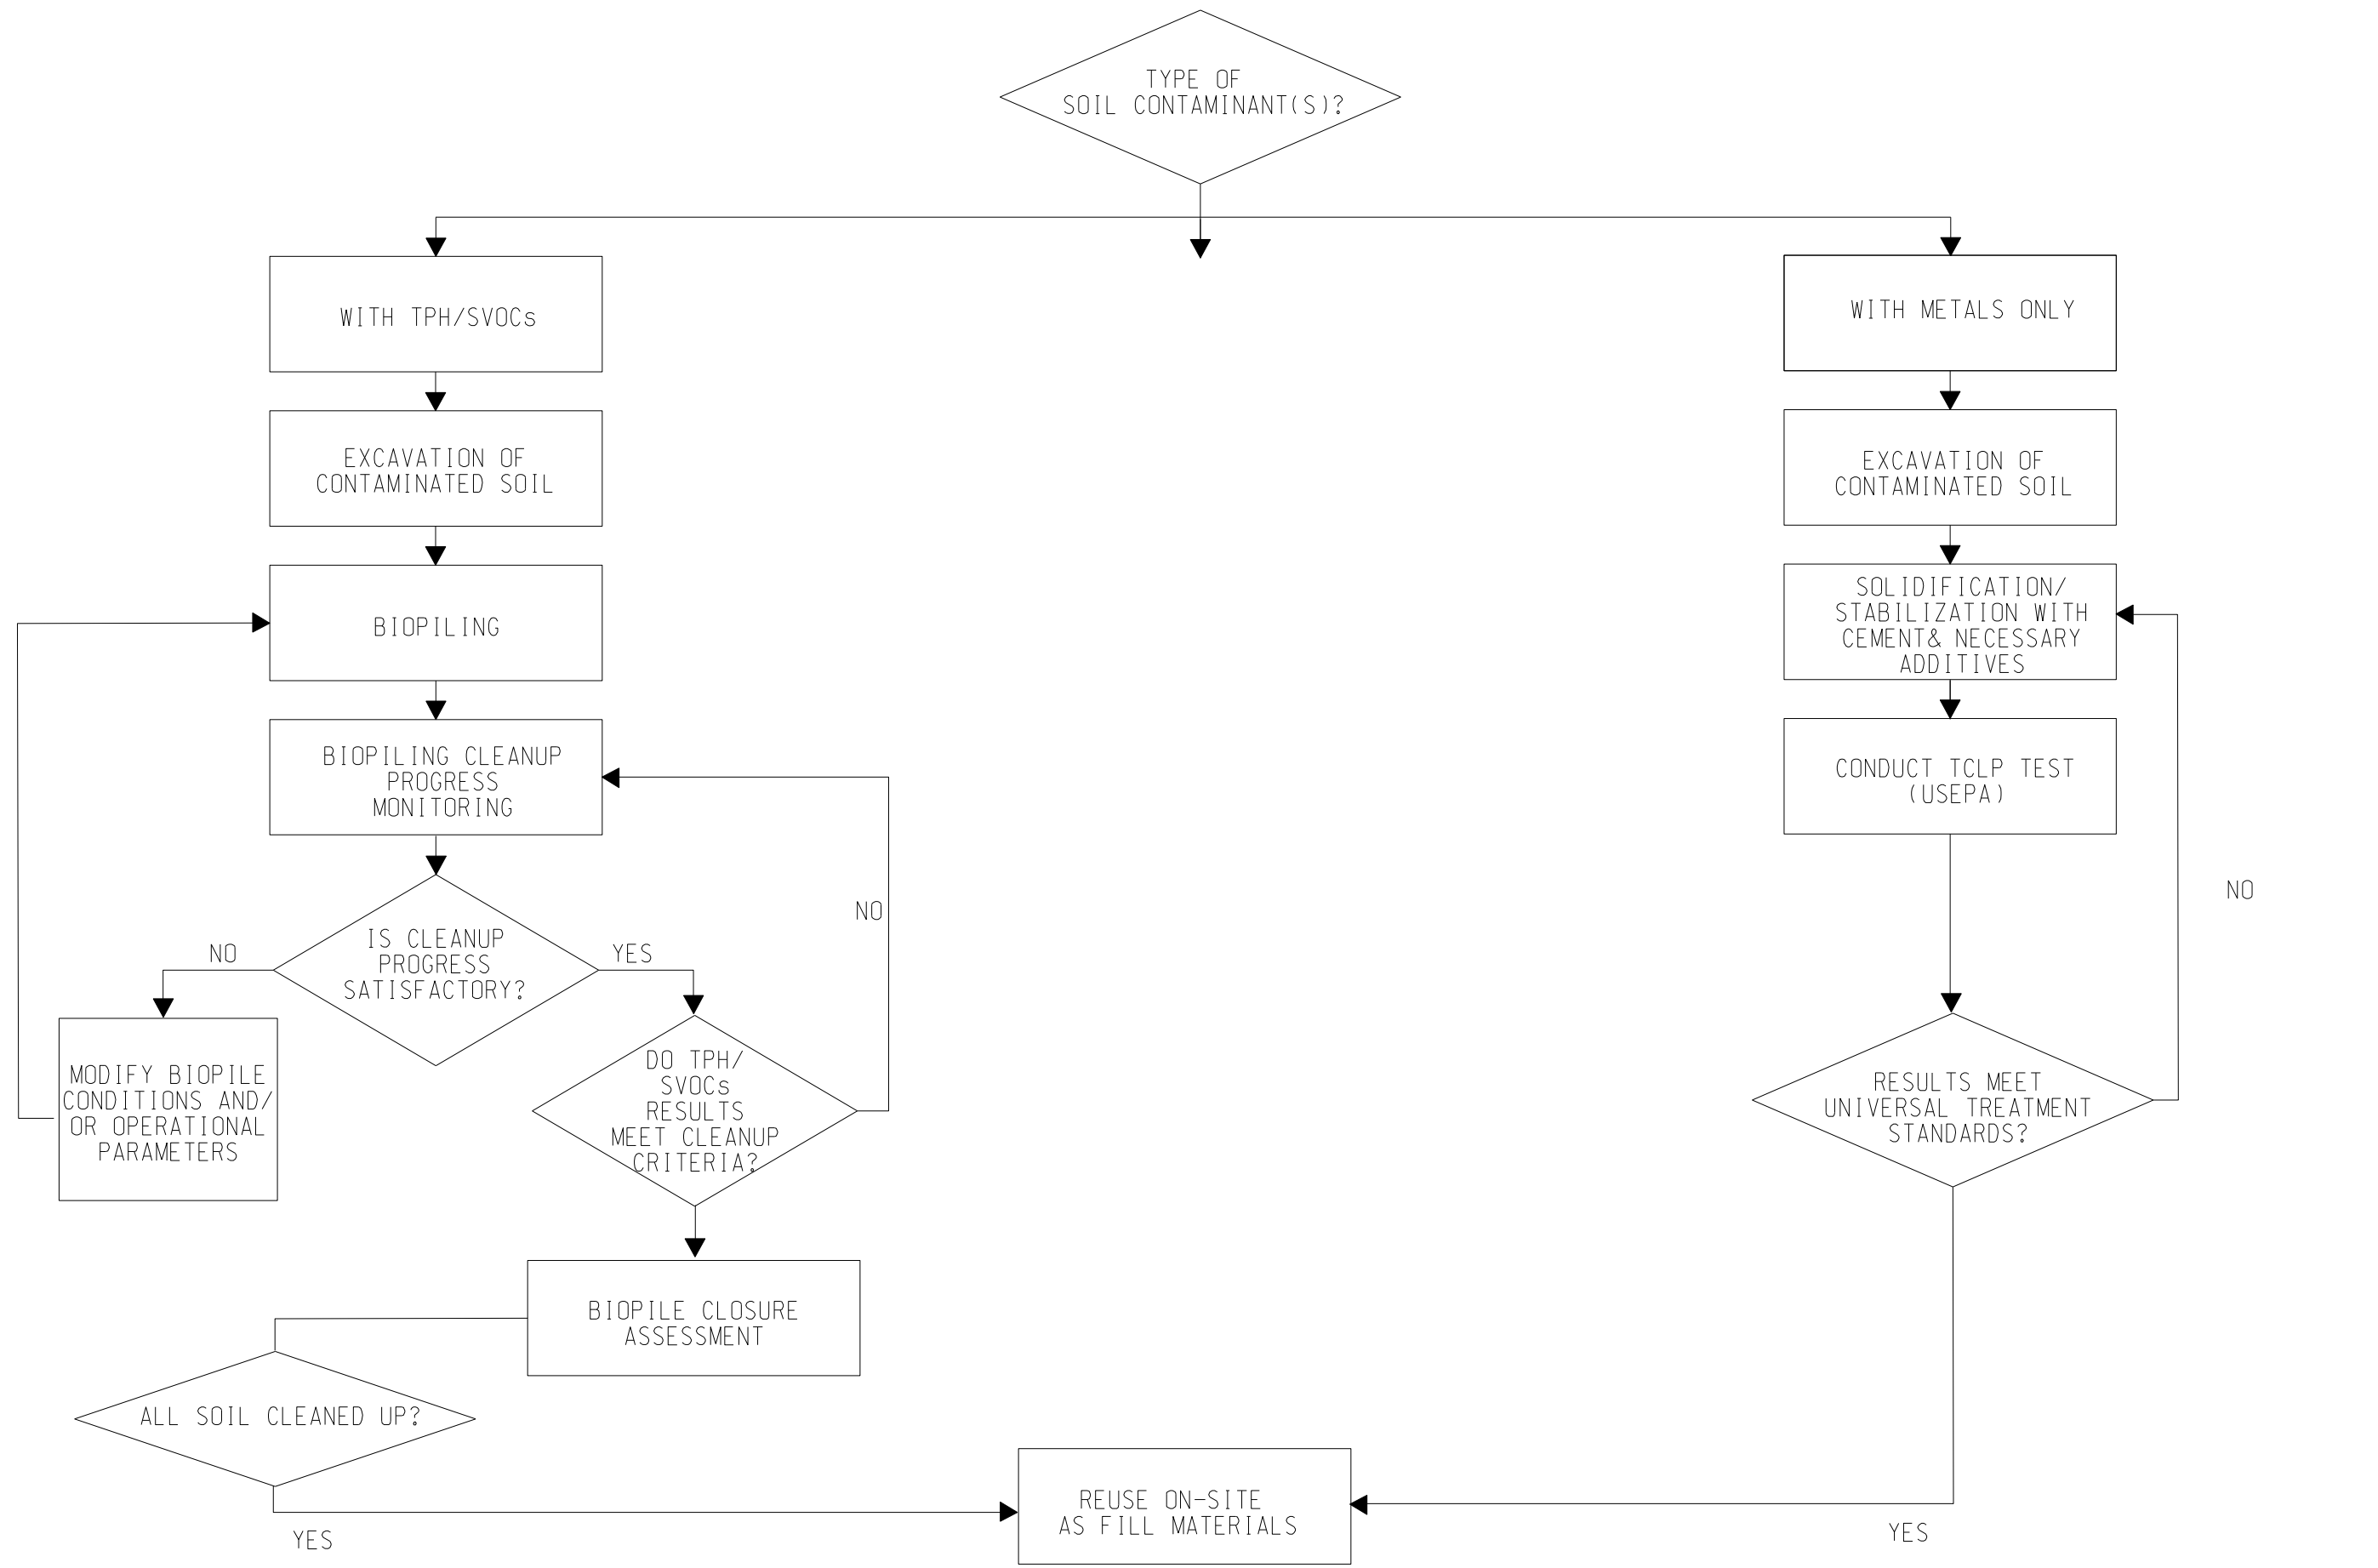 TYPE OF
SOIL CONTAMINANT(S)?
WITH TPH/SVOCs
EXCAVATION OF
CONTAMINATED SOIL
BIOPILING
BIOPILING CLEANUP
PROGRESS
MONITORING
IS CLEANUP
PROGRESS
SATISFACTORY?
NO
YES
NO
MODIFY BIOPILE
CONDITIONS AND/
OR OPERATIONAL
PARAMETERS
DO TPH/
SVOCs
RESULTS
MEET CLEANUP
CRITERIA?
BIOPILE CLOSURE
ASSESSMENT
ALL SOIL CLEANED UP?
YES
WITH METALS ONLY
EXCAVATION OF
CONTAMINATED SOIL
SOLIDIFICATION/
STABILIZATION WITH
CEMENT& NECESSARY
ADDITIVES
CONDUCT TCLP TEST
(USEPA)
NO
RESULTS MEET
UNIVERSAL TREATMENT
STANDARDS?
YES
REUSE ON-SITE
AS FILL MATERIALS